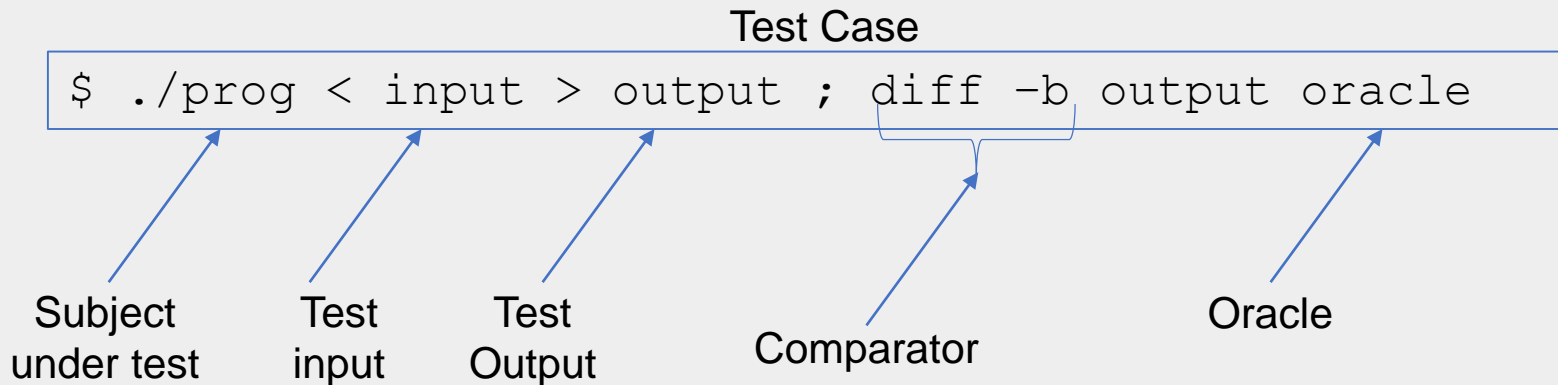 Test Case
$ ./prog < input > output ; diff –b output oracle
Subject
under test
Test
input
Test
Output
Comparator
Oracle